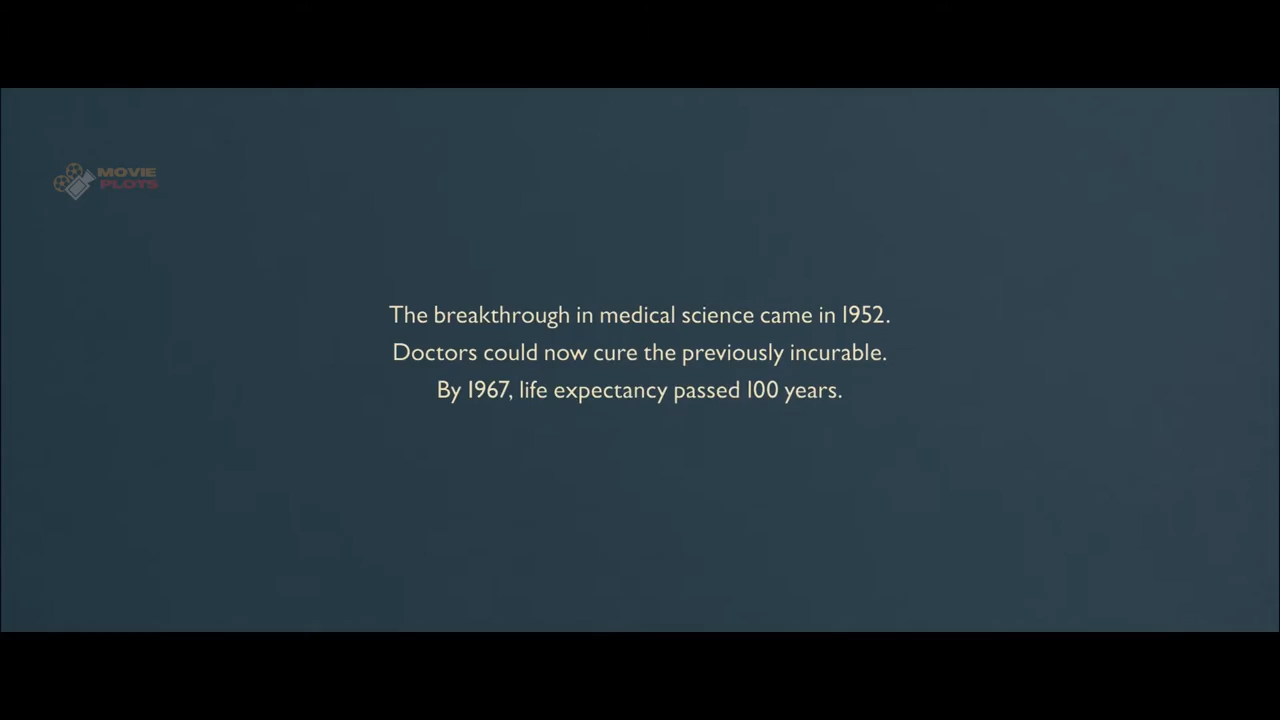 MOVIE
PLOTS
The breakthrough in medical science came in 1952.
Doctors could now cure the previously incurable.
By 1967, life expectancy passed 100 years.